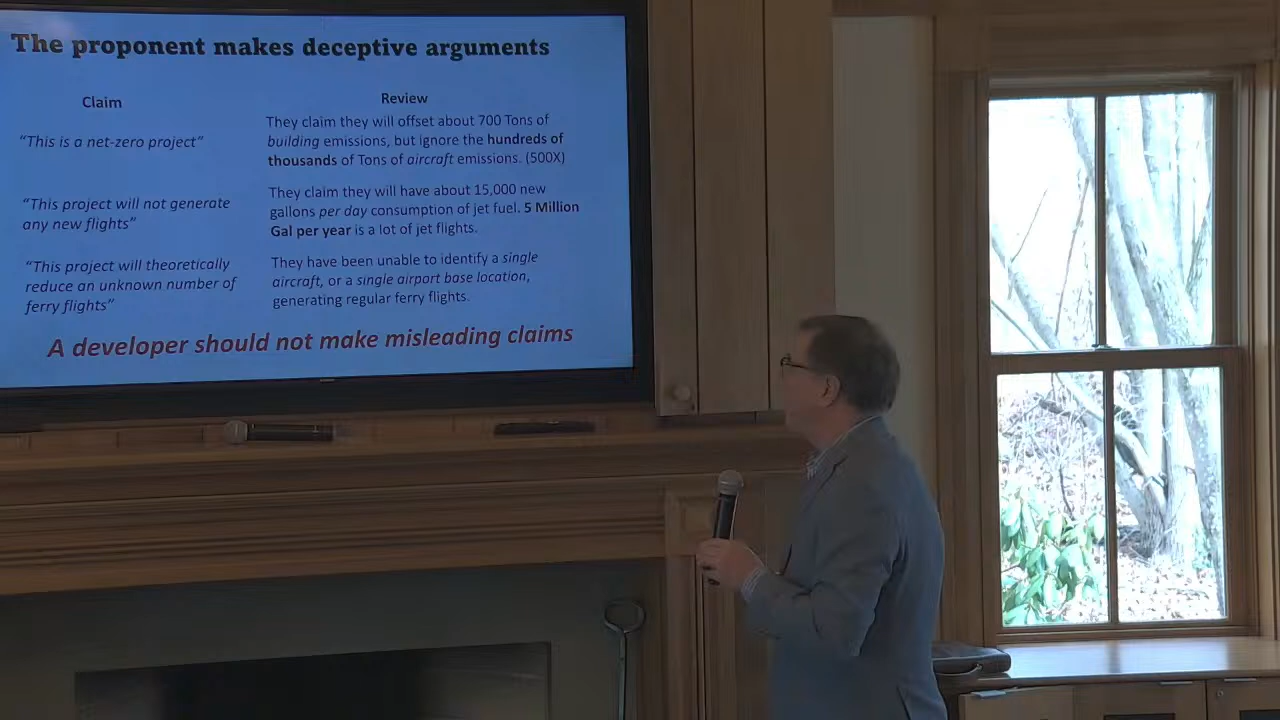 The proponent makes deceptive arguments
Claim
Review
"This is a net-zero project"
They claim they will offset about 700 Tons of
building emissions, but ignore the hundreds of
thousands of Tons of aircraft emissions. (500X)
"This project will not generate
any new flights"
They claim they will have about 15,000 new
gallons per day consumption of jet fuel. 5 Million
Gal per year is a lot of jet flights.
"This project will theoretically
reduce an unknown number of
ferry flights"
They have been unable to identify a single
aircraft, or a single airport base location,
generating regular ferry flights.
A developer should not make misleading claims